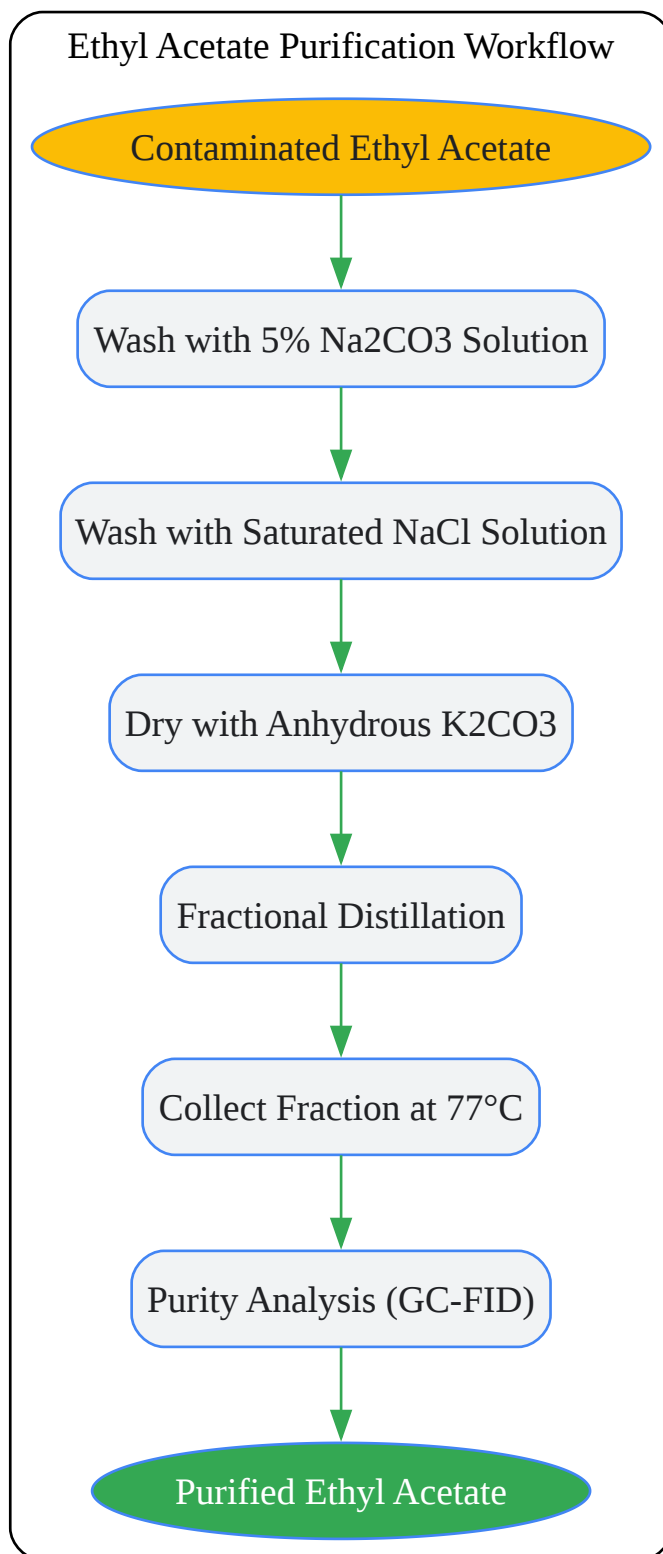 Ethyl Acetate Purification Workflow
Contaminated Ethyl Acetate
Wash with 5% Na2CO3 Solution
Wash with Saturated NaCl Solution
Dry with Anhydrous K2CO3
Fractional Distillation
Collect Fraction at 77°C
Purity Analysis (GC-FID)
Purified Ethyl Acetate